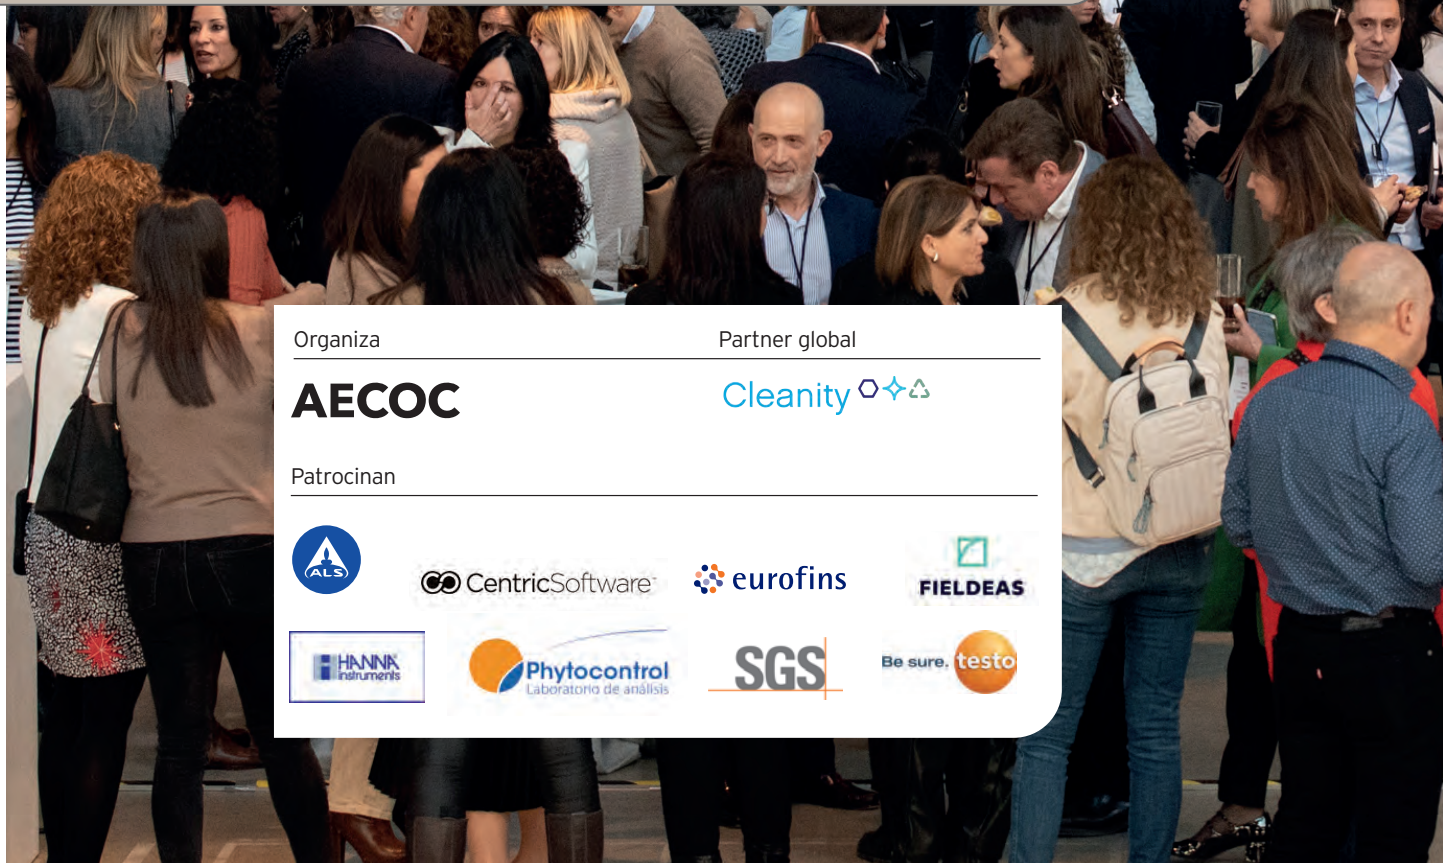 Organiza
Partner global
AECOC
Cleanity
Patrocinan
ALS
CentricSoftware
eurofins
FIELDEAS
HANNA
instruments
Phytocontrol
Laboratorio de análisis
SGS
Be sure. testo